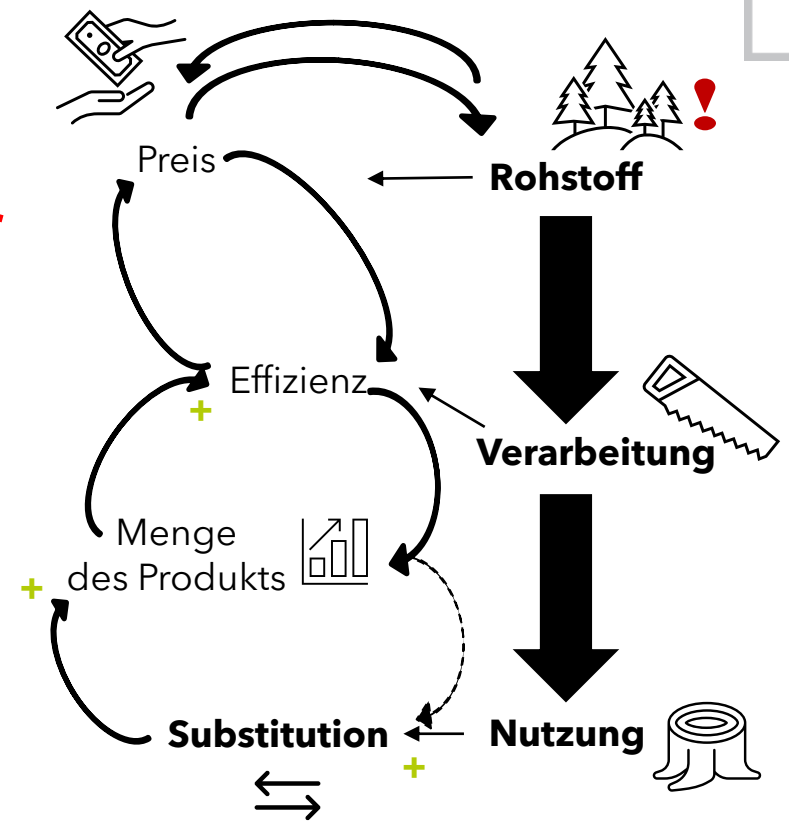 Preis
Rohstoff
Effizienz
+
Verarbeitung
Menge
des Produkts
+
Substitution
Nutzung
+